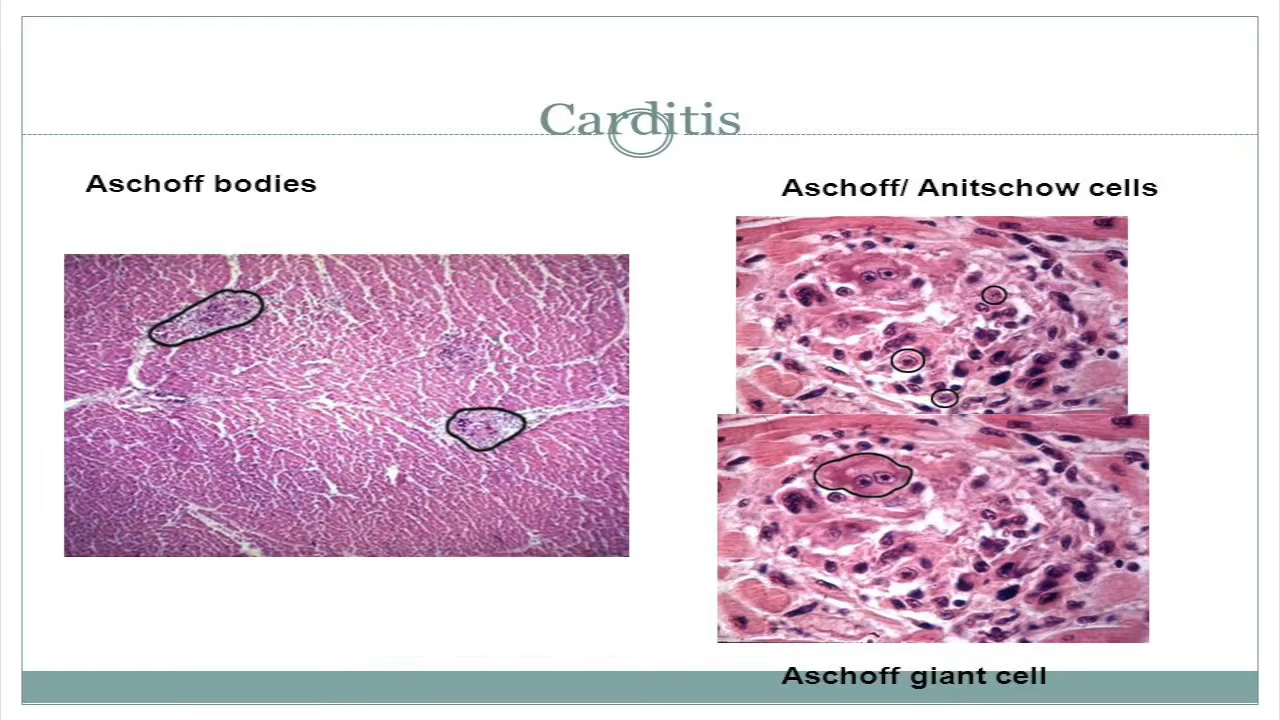 Carditis
Aschoff bodies
Aschoff/ Anitschow cells
Aschoff giant cell